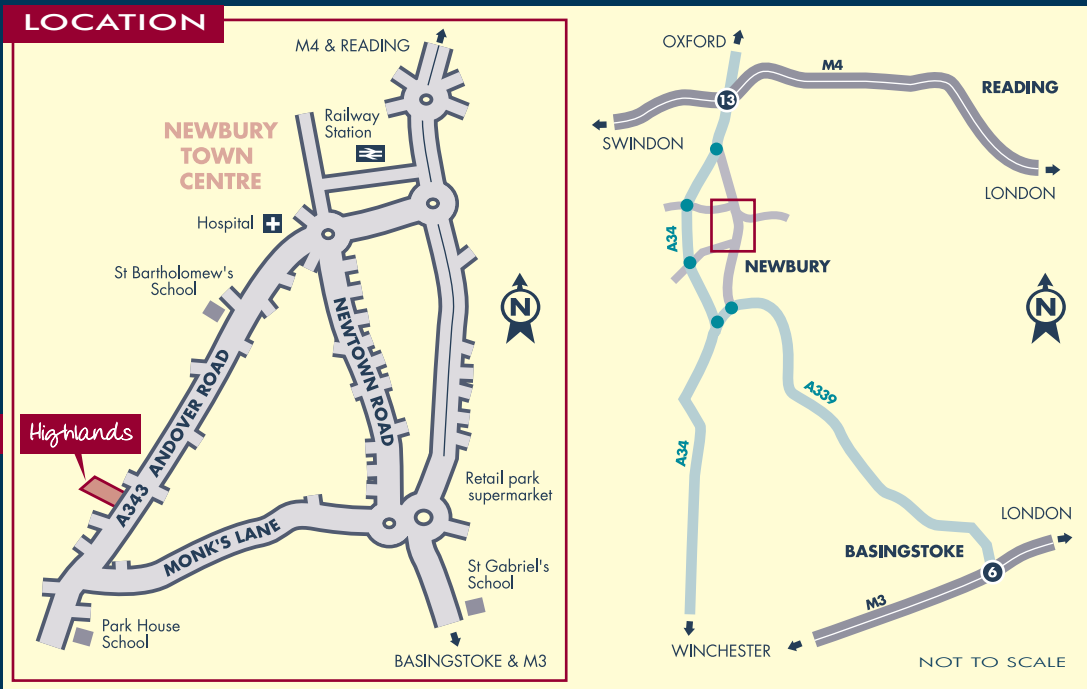 LOCATION
M4 & READING
Railway
Station
NEWBURY
TOWN
CENTRE
Hospital
St Bartholomew's
School
N
NEWTOWN ROAD
A343 ANDOVER ROAD
Highlands
Retail park
supermarket
MONK'S LANE
St Gabriel's
School
Park House
School
BASINGSTOKE & M3
OXFORD
M4
READING
13
SWINDON
LONDON
A34
NEWBURY
N
A339
A34
LONDON
BASINGSTOKE
6
M3
WINCHESTER
NOT TO SCALE